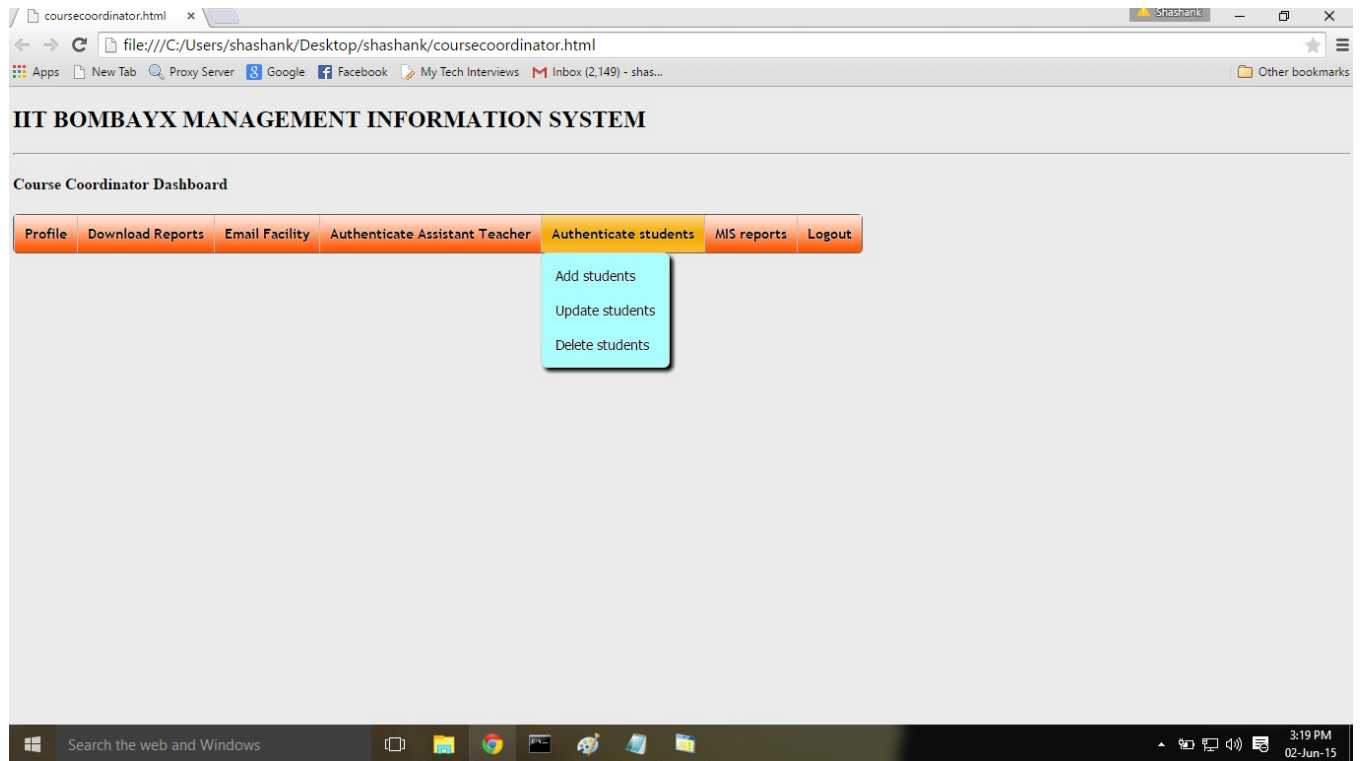 coursecoordinator.html
Shashank
file:///C:/Users/shashank/Desktop/shashank/coursecoordinator.html
Apps New Tab Proxy Server Google Facebook My Tech Interviews Inbox (2,149) - shas... Other bookmarks
IIT BOMBAYX MANAGEMENT INFORMATION SYSTEM
Course Coordinator Dashboard
Profile Download Reports Email Facility Authenticate Assistant Teacher Authenticate students MIS reports Logout
Add students
Update students
Delete students
Search the web and Windows
3:19 PM
02-Jun-15